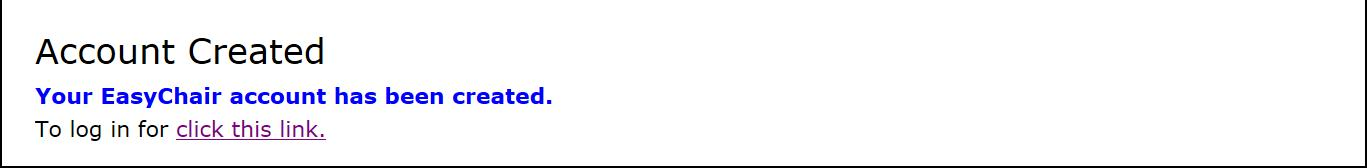 Account Created
Your EasyChair account has been created.
To log in for click this link.